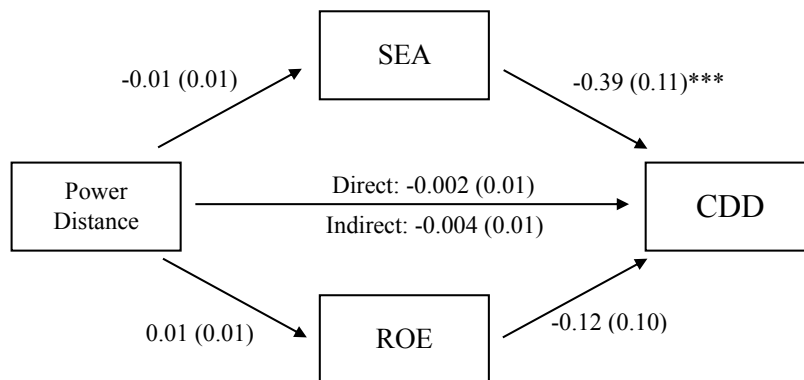 SEA
-0.01 (0.01)
-0.39 (0.11)***
Power
Distance
Direct: -0.002 (0.01)
Indirect: -0.004 (0.01)
CDD
0.01 (0.01)
ROE
-0.12 (0.10)